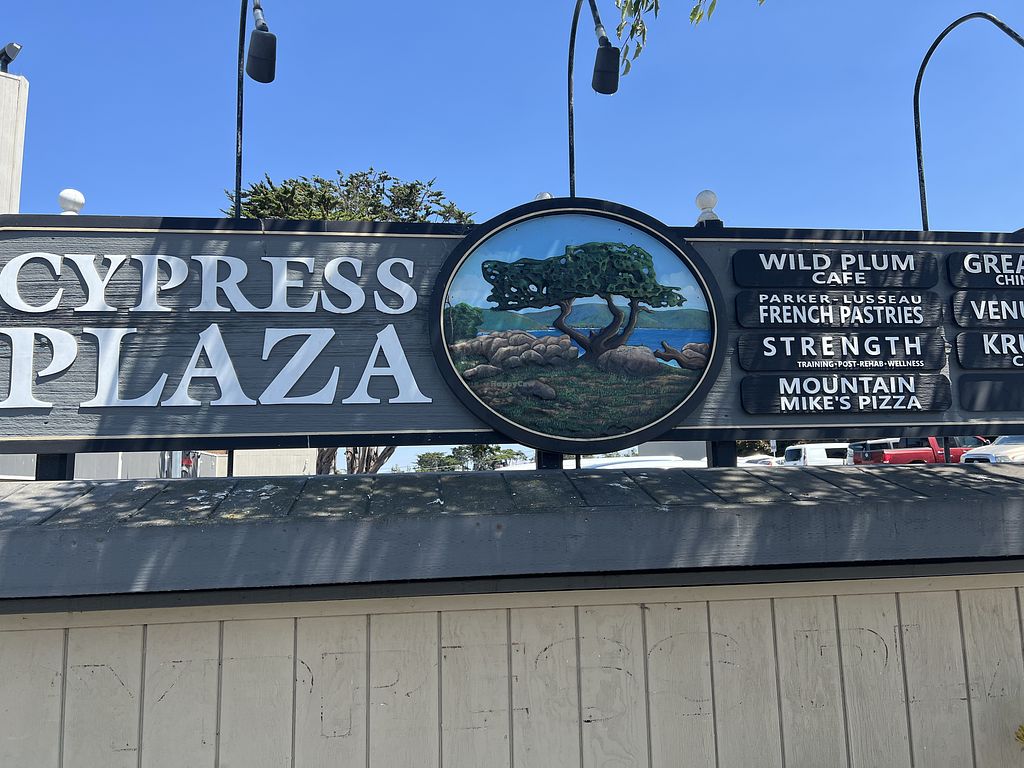 CYPRESS
PLAZA
WILD PLUM
CAFE
PARKER-LUSSEAU
FRENCH PASTRIES
STRENGTH
TRAINING•POST-REHAB•WELLNESS
MOUNTAIN
MIKE'S PIZZA